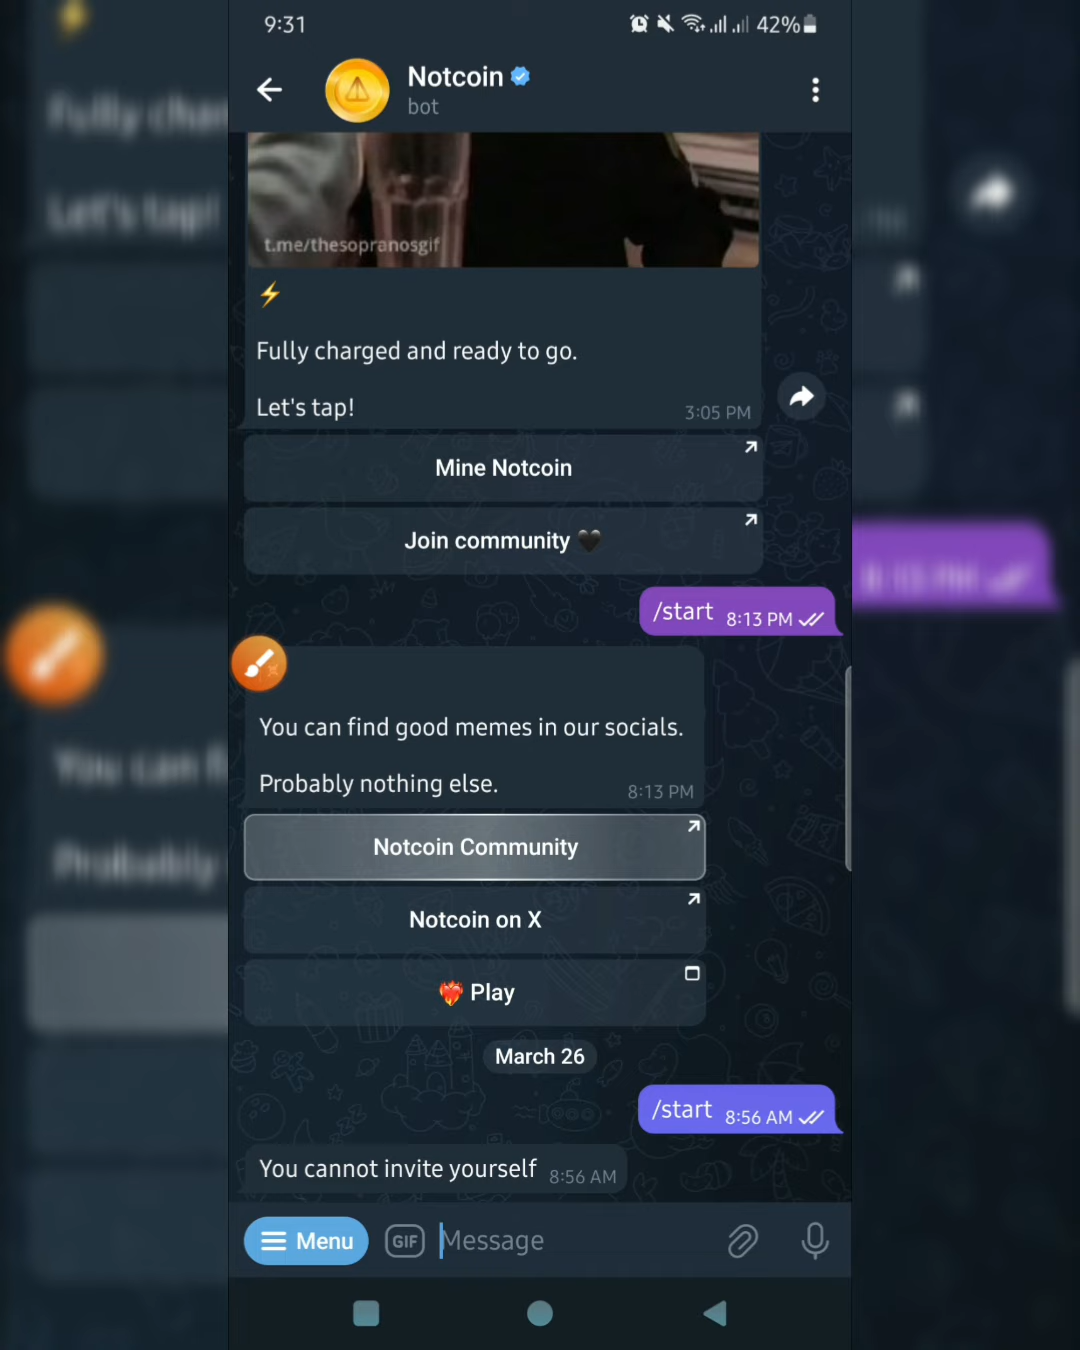 9:31
42%
Notcoin
bot
t.me/thesopranosgif
⚡
Fully charged and ready to go.
Let's tap!
3:05 PM
Mine Notcoin
Join community 🖤
/start 8:13 PM
You can find good memes in our socials.
Probably nothing else.
8:13 PM
Notcoin Community
Notcoin on X
❤️‍🔥 Play
March 26
/start 8:56 AM
You cannot invite yourself 8:56 AM
Menu
GIF
Message